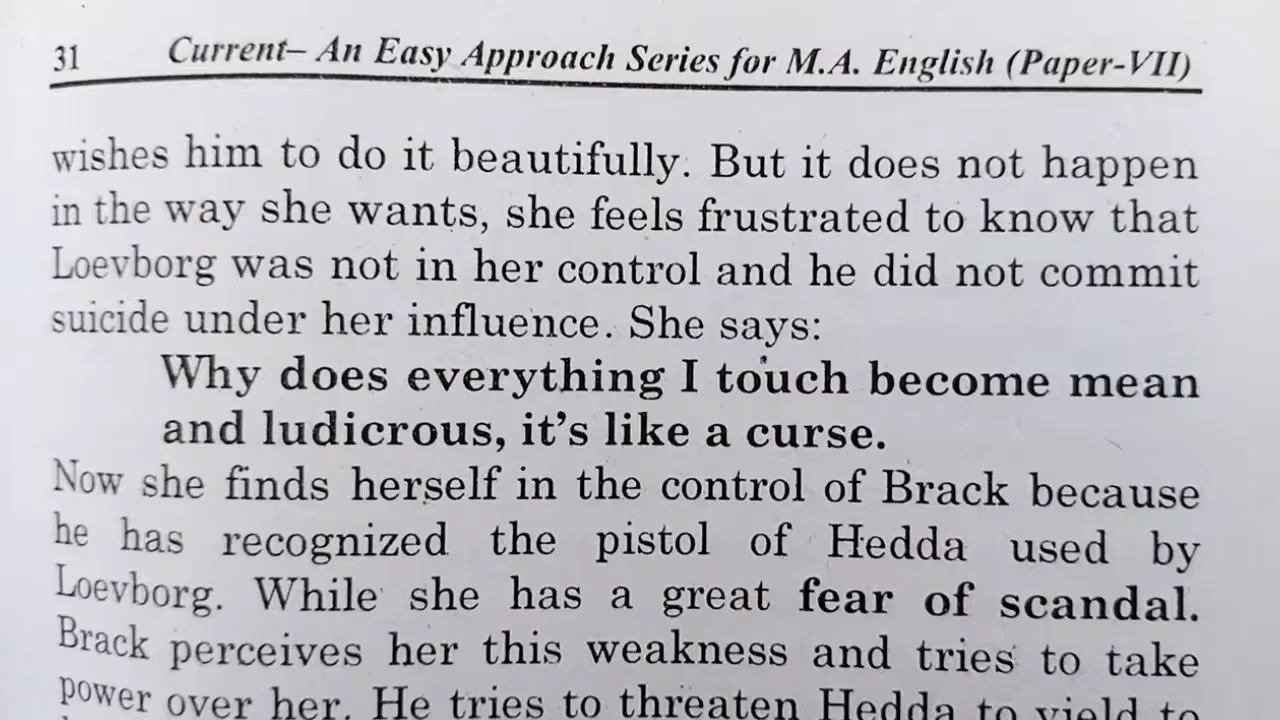 31 Current– An Easy Approach Series for M.A. English (Paper-VII)
wishes him to do it beautifully. But it does not happen
in the way she wants, she feels frustrated to know that
Loevborg was not in her control and he did not commit
suicide under her influence. She says:
Why does everything I touch become mean
and ludicrous, it's like a curse.
Now she finds herself in the control of Brack because
he has recognized the pistol of Hedda used by
Loevborg. While she has a great fear of scandal.
Brack perceives her this weakness and tries to take
power over her. He tries to threaten Hedda to yield to